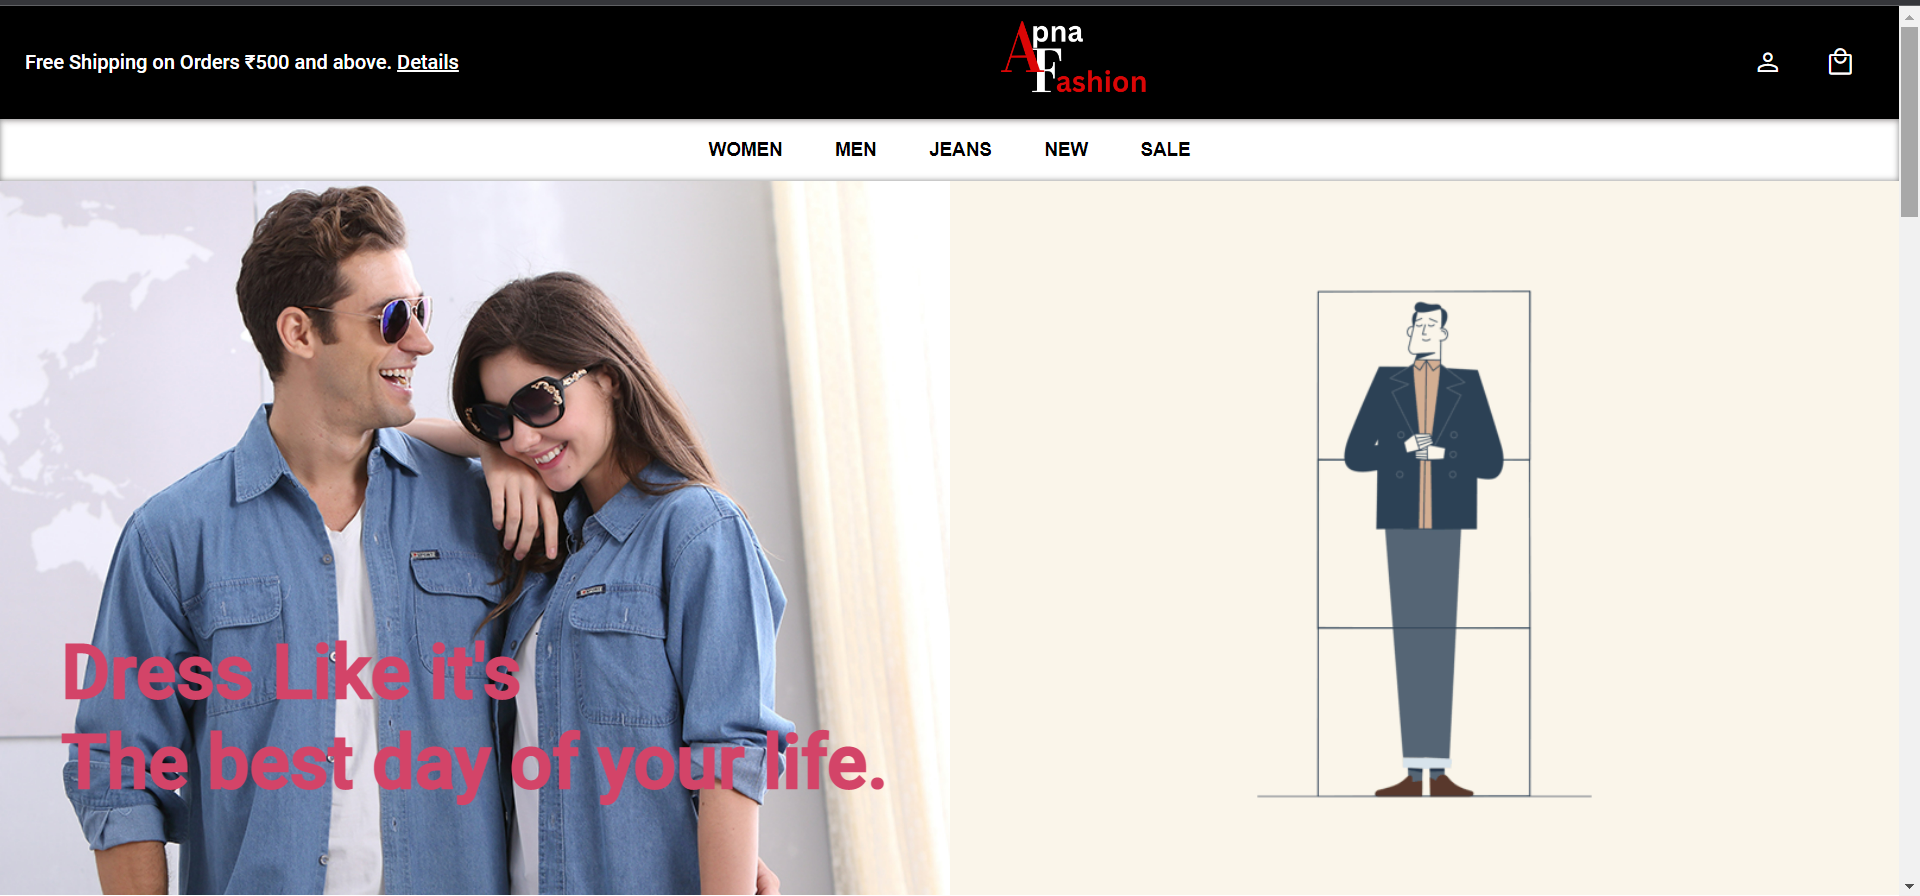 Free Shipping on Orders ₹500 and above. Details
Apna
Fashion
WOMEN MEN JEANS NEW SALE
Dress Like it's
The best day of your life.